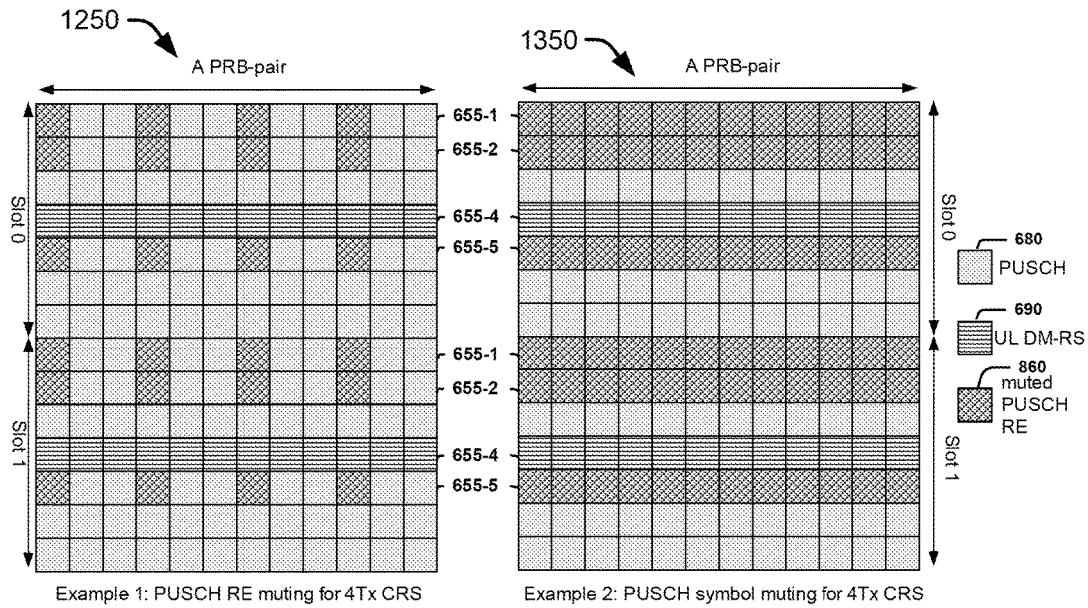 1250
A PRB-pair
1350
A PRB-pair
655-1
655-2
655-4
655-5
655-1
655-2
655-4
655-5
Slot 0
Slot 1
Slot 0
Slot 1
680
PUSCH
690
UL DM-RS
860
muted
PUSCH
RE
Example 1: PUSCH RE muting for 4Tx CRS
Example 2: PUSCH symbol muting for 4Tx CRS